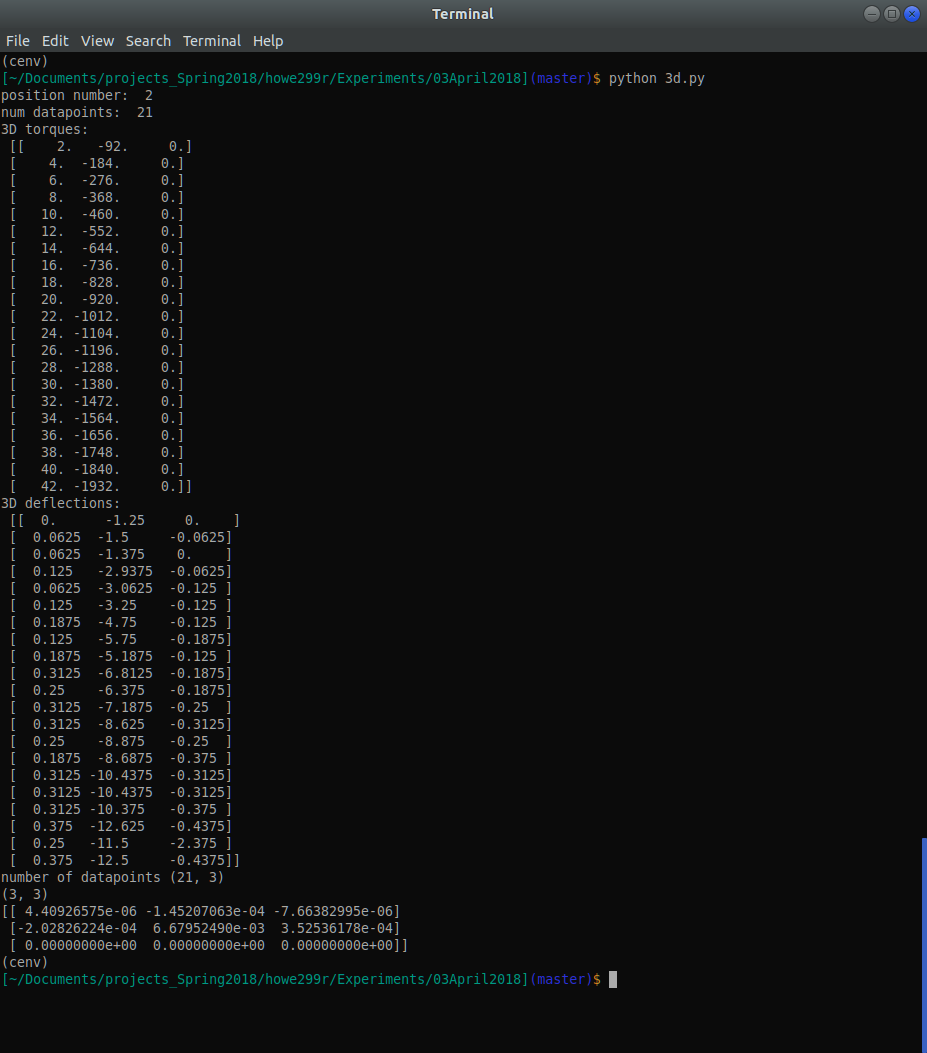 Terminal
File Edit View Search Terminal Help
(cenv)
[~/Documents/projects_Spring2018/howe299r/Experiments/03April2018](master)$ python 3d.py
position number:  2
num datapoints:  21
3D torques:
 [[    2.   -92.     0.]
 [    4.  -184.     0.]
 [    6.  -276.     0.]
 [    8.  -368.     0.]
 [   10.  -460.     0.]
 [   12.  -552.     0.]
 [   14.  -644.     0.]
 [   16.  -736.     0.]
 [   18.  -828.     0.]
 [   20.  -920.     0.]
 [   22. -1012.     0.]
 [   24. -1104.     0.]
 [   26. -1196.     0.]
 [   28. -1288.     0.]
 [   30. -1380.     0.]
 [   32. -1472.     0.]
 [   34. -1564.     0.]
 [   36. -1656.     0.]
 [   38. -1748.     0.]
 [   40. -1840.     0.]
 [   42. -1932.     0.]]
3D deflections:
 [[  0.      -1.25     0.    ]
 [  0.0625  -1.5     -0.0625]
 [  0.0625  -1.375    0.    ]
 [  0.125   -2.9375  -0.0625]
 [  0.0625  -3.0625  -0.125 ]
 [  0.125   -3.25    -0.125 ]
 [  0.1875  -4.75    -0.125 ]
 [  0.125   -5.75    -0.1875]
 [  0.1875  -5.1875  -0.125 ]
 [  0.3125  -6.8125  -0.1875]
 [  0.25    -6.375   -0.1875]
 [  0.3125  -7.1875  -0.25  ]
 [  0.3125  -8.625   -0.3125]
 [  0.25    -8.875   -0.25  ]
 [  0.1875  -8.6875  -0.375 ]
 [  0.3125 -10.4375  -0.3125]
 [  0.3125 -10.4375  -0.3125]
 [  0.3125 -10.375   -0.375 ]
 [  0.375  -12.625   -0.4375]
 [  0.25   -11.5     -2.375 ]
 [  0.375  -12.5     -0.4375]]
number of datapoints (21, 3)
(3, 3)
[[ 4.40926575e-06 -1.45207063e-04 -7.66382995e-06]
 [-2.02826224e-04  6.67952490e-03  3.52536178e-04]
 [ 0.00000000e+00  0.00000000e+00  0.00000000e+00]]
(cenv)
[~/Documents/projects_Spring2018/howe299r/Experiments/03April2018](master)$